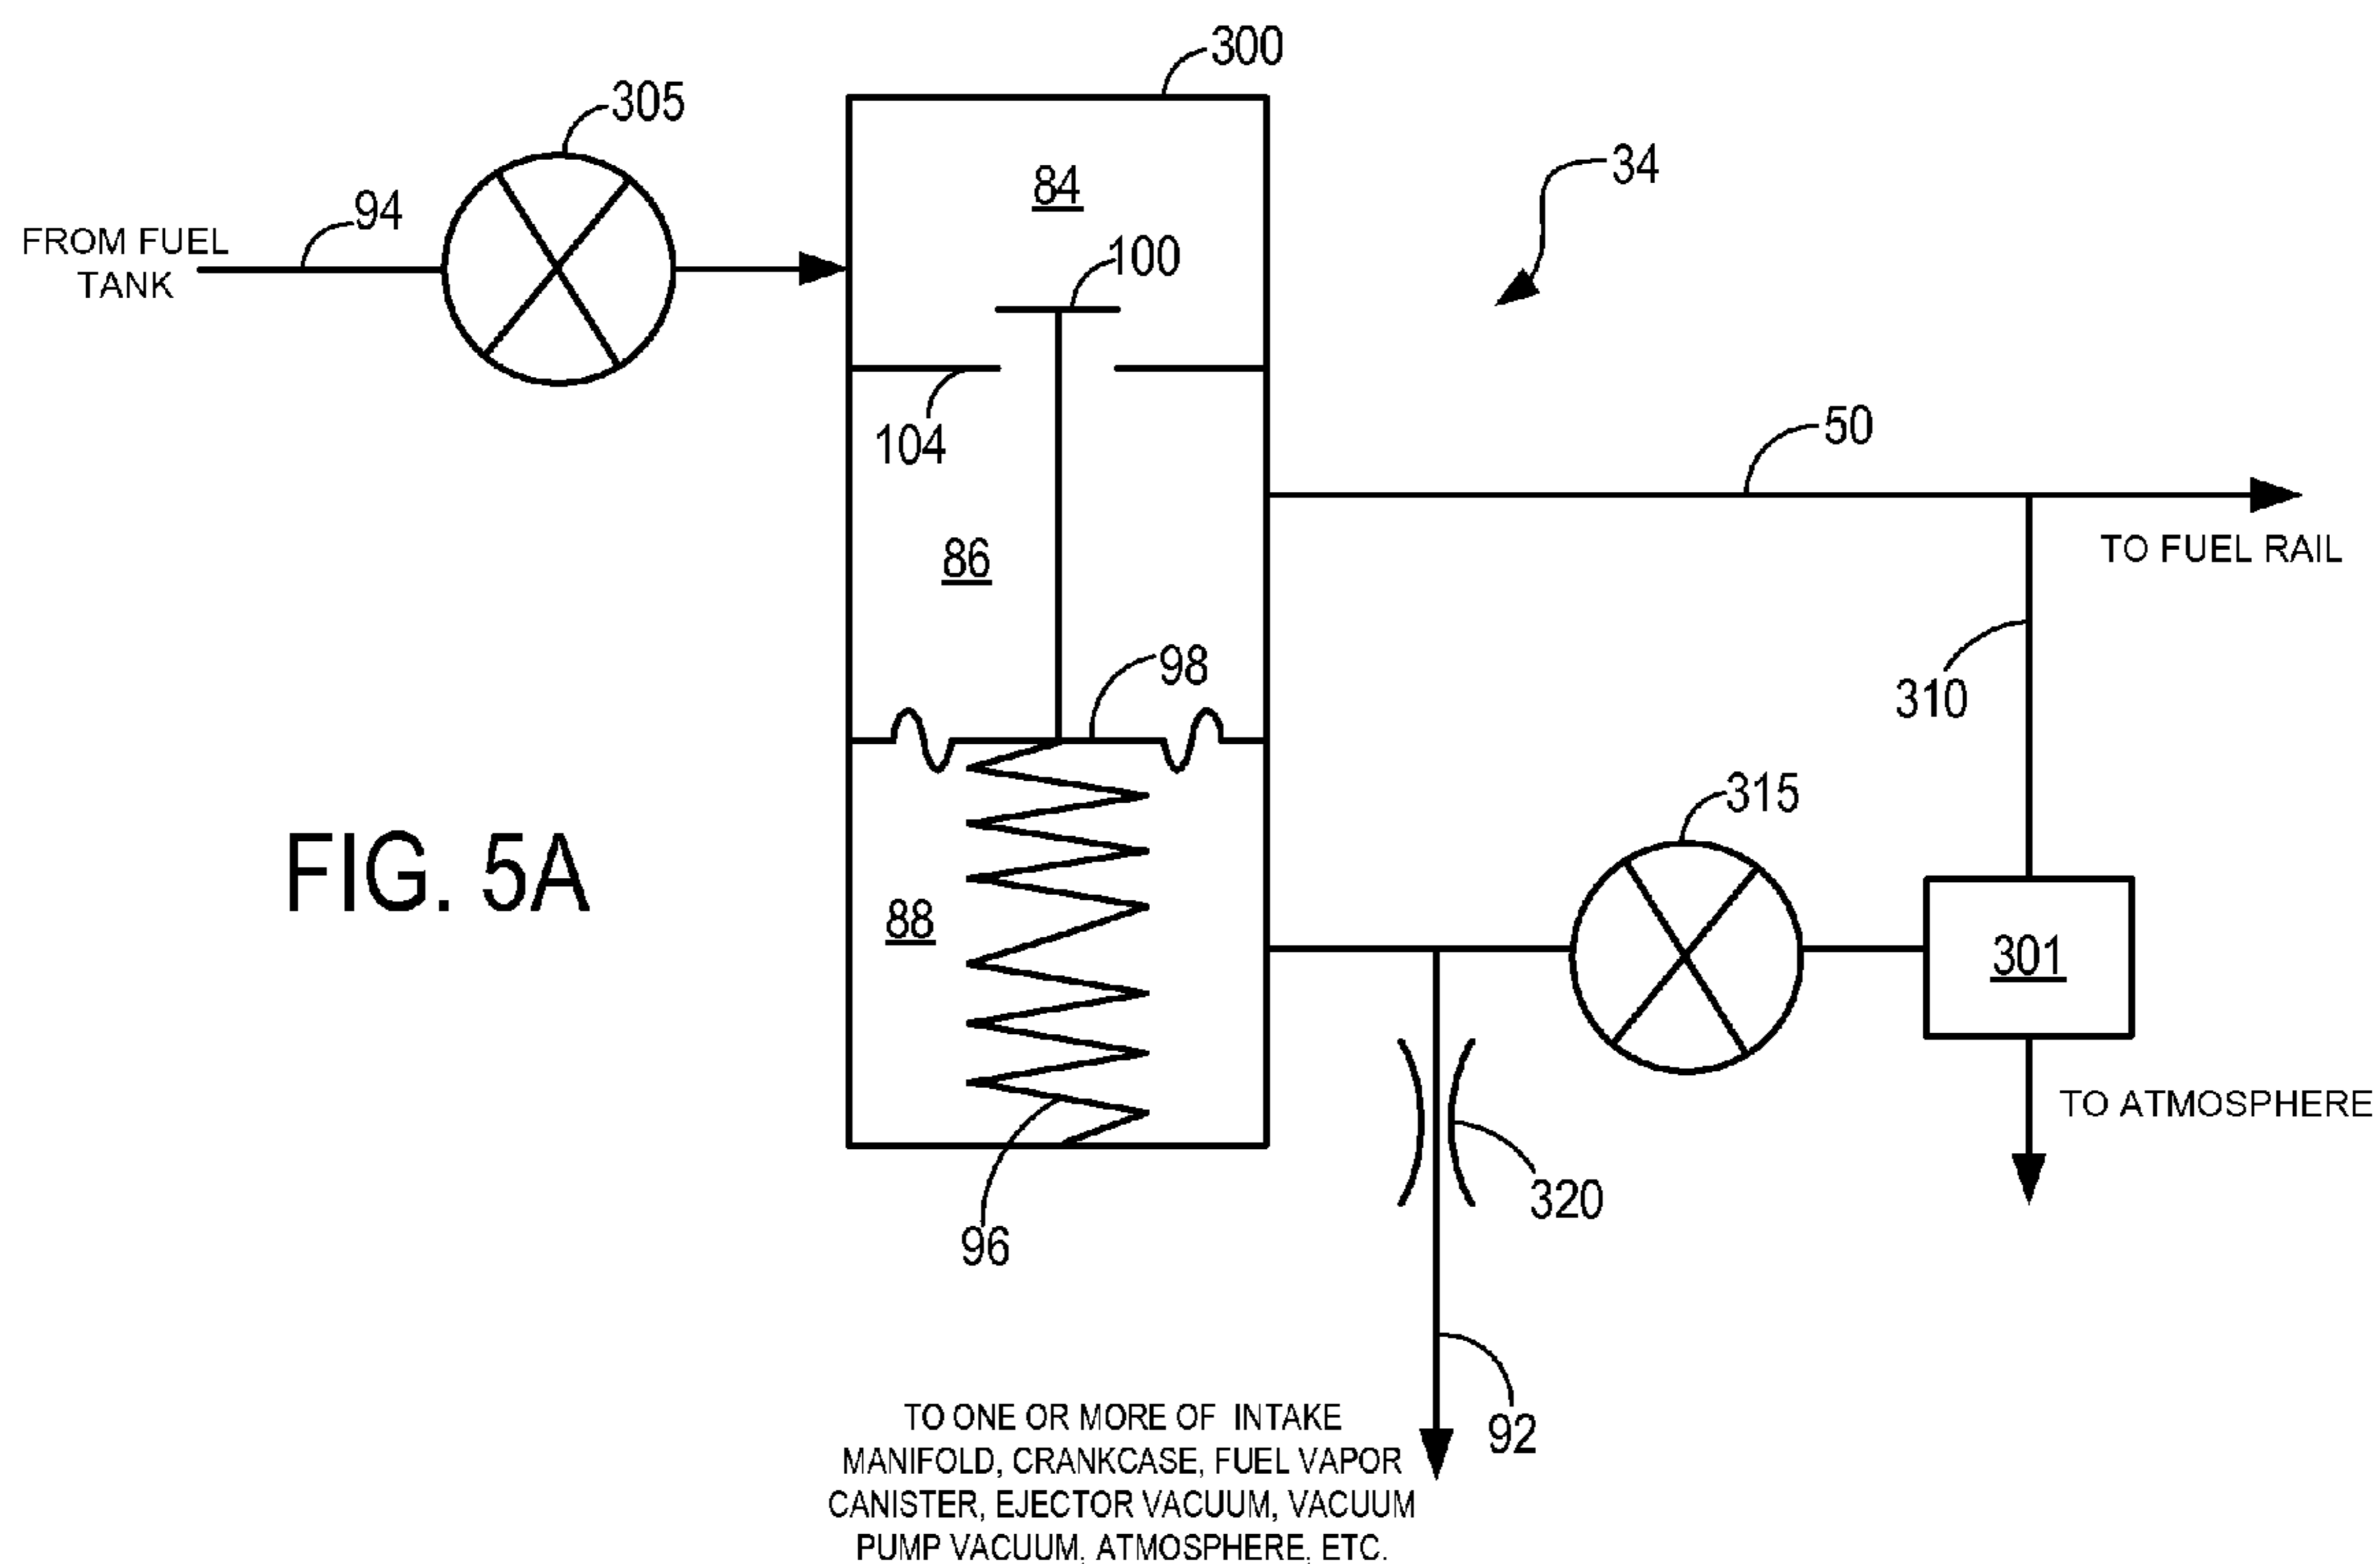 300
305
34
84
94
FROM FUEL
TANK
100
104
50
TO FUEL RAIL
86
98
310
315
FIG. 5A
88
301
TO ATMOSPHERE
320
96
92
TO ONE OR MORE OF INTAKE
MANIFOLD, CRANKCASE, FUEL VAPOR
CANISTER, EJECTOR VACUUM, VACUUM
PUMP VACUUM, ATMOSPHERE, ETC.